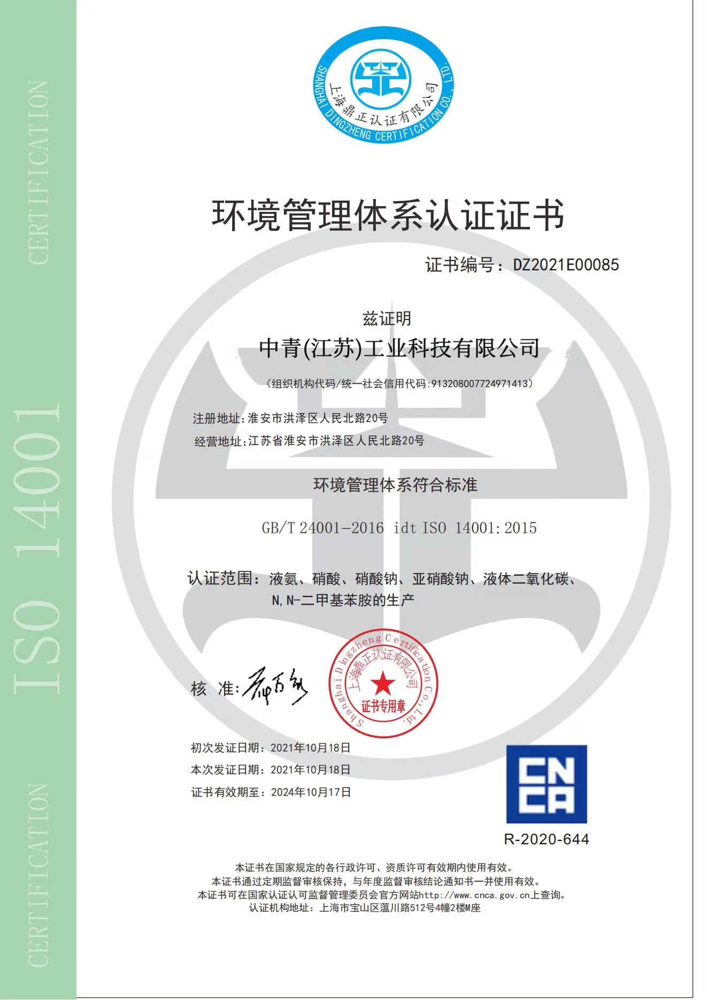 CERTIFICATION
ISO 14001
CERTIFICATION
上海鼎正认证有限公司
SHANGHAI DINGZHENG CERTIFICATION CO., LTD.
环境管理体系认证证书
证书编号：DZ2021E00085
兹证明
中青(江苏)工业科技有限公司
（组织机构代码/统一社会信用代码:913208007724971413）
注册地址:淮安市洪泽区人民北路20号
经营地址:江苏省淮安市洪泽区人民北路20号
环境管理体系符合标准
GB/T 24001-2016 idt ISO 14001:2015
认证范围：液氨、硝酸、硝酸钠、亚硝酸钠、液体二氧化碳、
N,N-二甲基苯胺的生产
核 准:
Shanghai Dingzheng Certification Co., Ltd.
上海鼎正认证有限公司
证书专用章
初次发证日期：2021年10月18日
本次发证日期：2021年10月18日
证书有效期至：2024年10月17日
CNCA
R-2020-644
本证书在国家规定的各行政许可、资质许可有效期内使用有效。
本证书通过定期监督审核保持，与年度监督审核结论通知书一并使用有效。
本证书可在国家认证认可监督管理委员会官方网站http://www.cnca.gov.cn上查询。
认证机构地址：上海市宝山区蕰川路512号4幢2楼M座